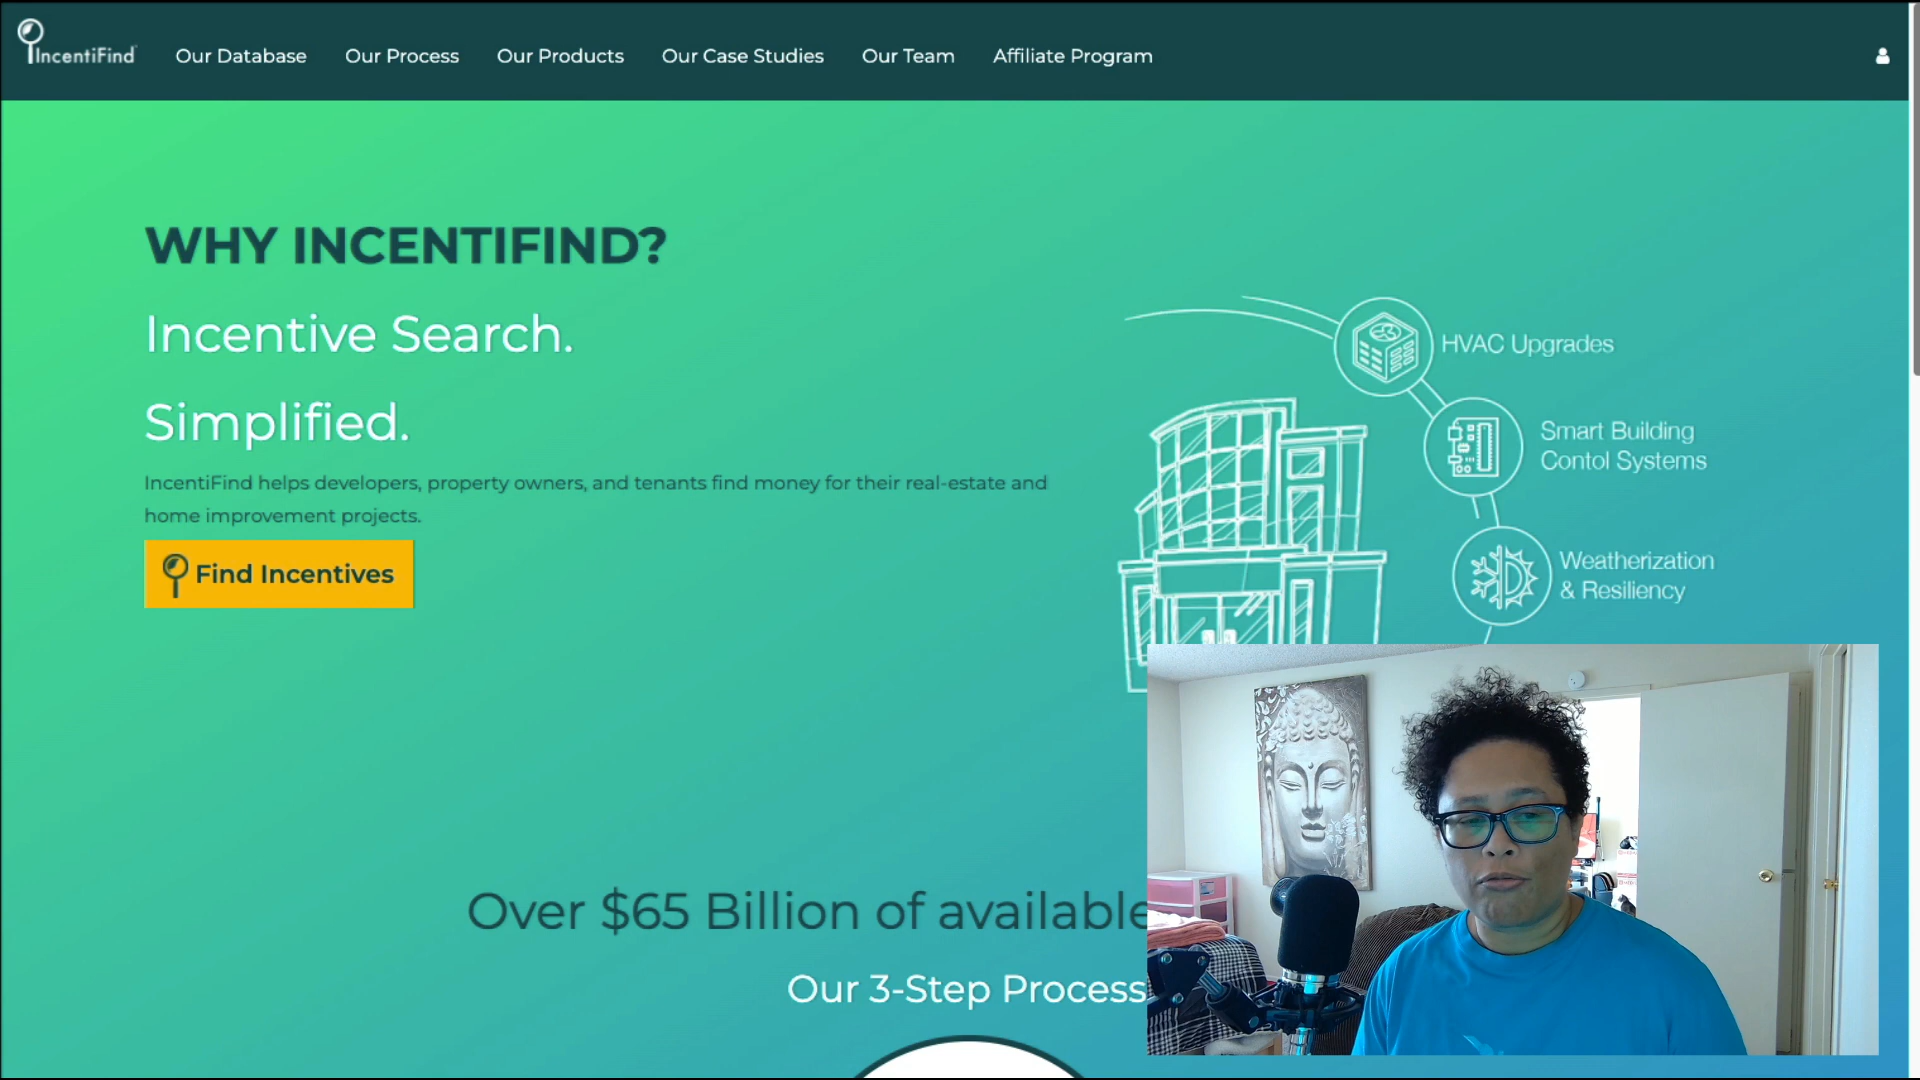 IncentiFind
Our Database
Our Process
Our Products
Our Case Studies
Our Team
Affiliate Program
WHY INCENTIFIND?
Incentive Search.
Simplified.
IncentiFind helps developers, property owners, and tenants find money for their real-estate and
home improvement projects.
Find Incentives
HVAC Upgrades
Smart Building
Contol Systems
Weatherization
& Resiliency
Over $65 Billion of available
Our 3-Step Process